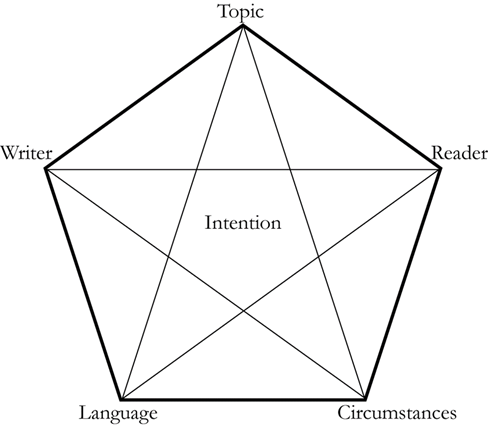 Topic
Writer
Reader
Intention
Language
Circumstances